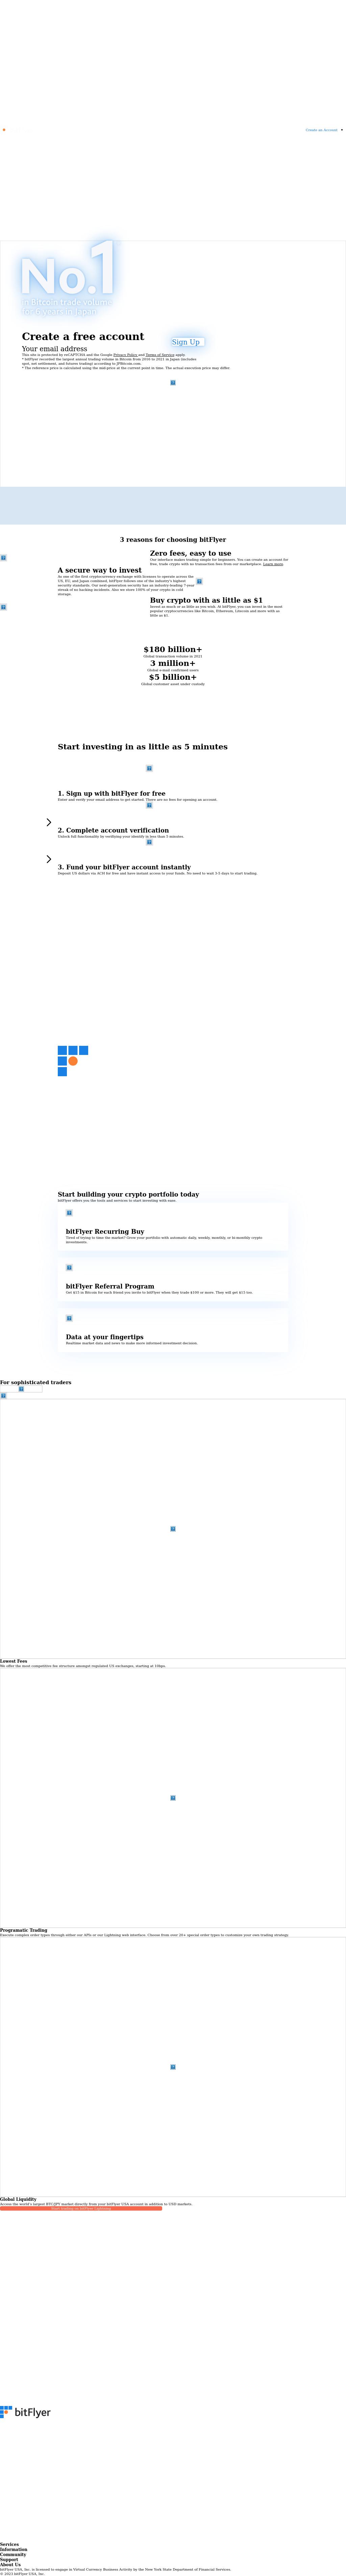 Create an Account
No.1
in Bitcoin trade volume
the highest in Japan
Create a free account
Your email address
Sign Up
This site is protected by reCAPTCHA and the Google Privacy Policy and Terms of Service apply.
* bitFlyer recorded the largest annual trading volume in Bitcoin from 2016 to 2021 in Japan (includes
spot, net settlement, and futures trading) according to JPBitcoin.com
* The reference price is calculated using the mid-price at the current point in time. The actual execution price may differ.
3 reasons for choosing bitFlyer
Zero fees, easy to use
Our interface makes trading simple for beginners. You can create an account for
free, trade crypto with no transaction fees from our marketplace. Learn more.
A secure way to invest
As one of the first cryptocurrency exchange with licenses to operate across the
US, EU, and Japan combined, bitFlyer follows one of the industry's highest
security standards. Our next-generation security has an industry-leading 7-year
streak of no hacking incidents. Also we store 100% of your crypto in cold
storage.
Buy crypto with as little as $1
Invest as much or as little as you wish. At bitFlyer, you can invest in the most
popular cryptocurrencies like Bitcoin, Ethereum, Litecoin and more with as
little as $1.
$180 billion+
Global transaction volume in 2021
3 million+
Global e-mail confirmed users
$5 billion+
Global customer asset under custody
Start investing in as little as 5 minutes
1. Sign up with bitFlyer for free
Enter and verify your email address to get started. There are no fees for opening an account.
2. Complete account verification
Unlock full functionality by verifying your identify in less than 5 minutes.
3. Fund your bitFlyer account instantly
Deposit US dollars via ACH for free and have instant access to your funds. No need to wait 3-5 days to start trading.
Start building your crypto portfolio today
bitFlyer offers you the tools and services to start investing with ease.
bitFlyer Recurring Buy
Tired of trying to time the market? Grow your portfolio with automatic daily, weekly, monthly, or bi-monthly crypto
investments.
bitFlyer Referral Program
Get $15 in Bitcoin for each friend you invite to bitFlyer when they trade $100 or more. They will get $15 too.
Data at your fingertips
Realtime market data and news to make more informed investment decision.
For sophisticated traders
Lowest Fees
We offer the most competitive fee structure amongst regulated US exchanges, starting at 10bps.
Programatic Trading
Execute complex order types through either our APIs or our Lightning web interface. Choose from over 20+ special order types to customize your own trading strategy.
Global Liquidity
Access the world's largest BTC/JPY market directly from your bitFlyer USA account in addition to USD markets.
bitFlyer
Services
Information
Community
Support
About Us
bitFlyer USA, Inc. is licensed to engage in Virtual Currency Business Activity by the New York State Department of Financial Services.
© 2023 bitFlyer USA, Inc.